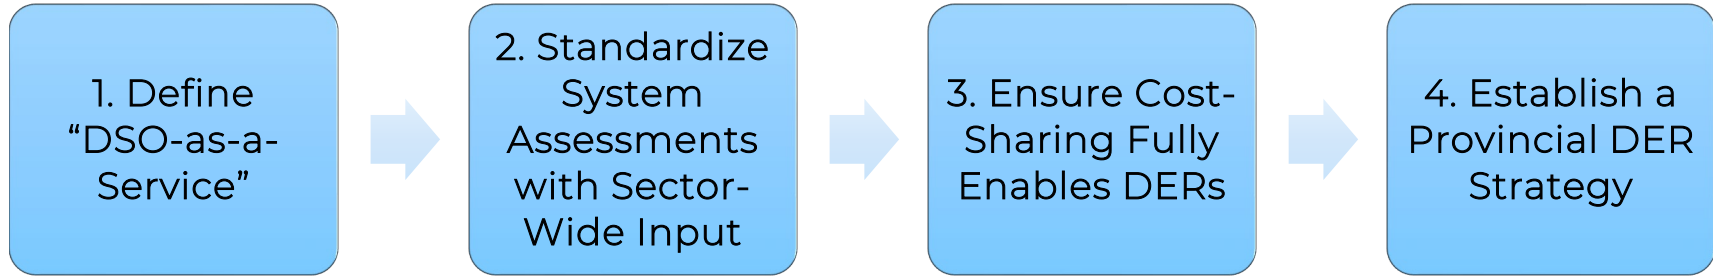 1. Define
“DSO-as-a-
Service”
2. Standardize
System
Assessments
with Sector-
Wide Input
3. Ensure Cost-
Sharing Fully
Enables DERs
4. Establish a
Provincial DER
Strategy